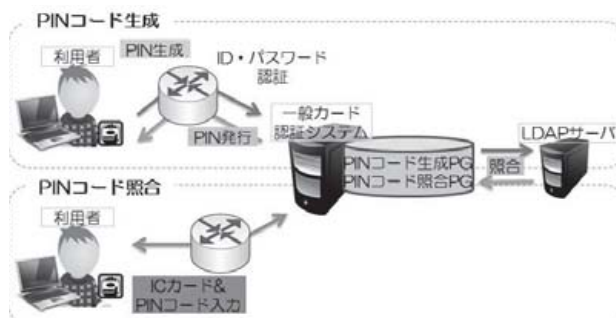 PINコード生成
利用者
PIN生成
ID・パスワード
認証
PIN発行
一般カード
認証システム
PINコード生成PG
PINコード照合PG
照合
LDAPサーバ
PINコード照合
利用者
ICカード&
PINコード入力